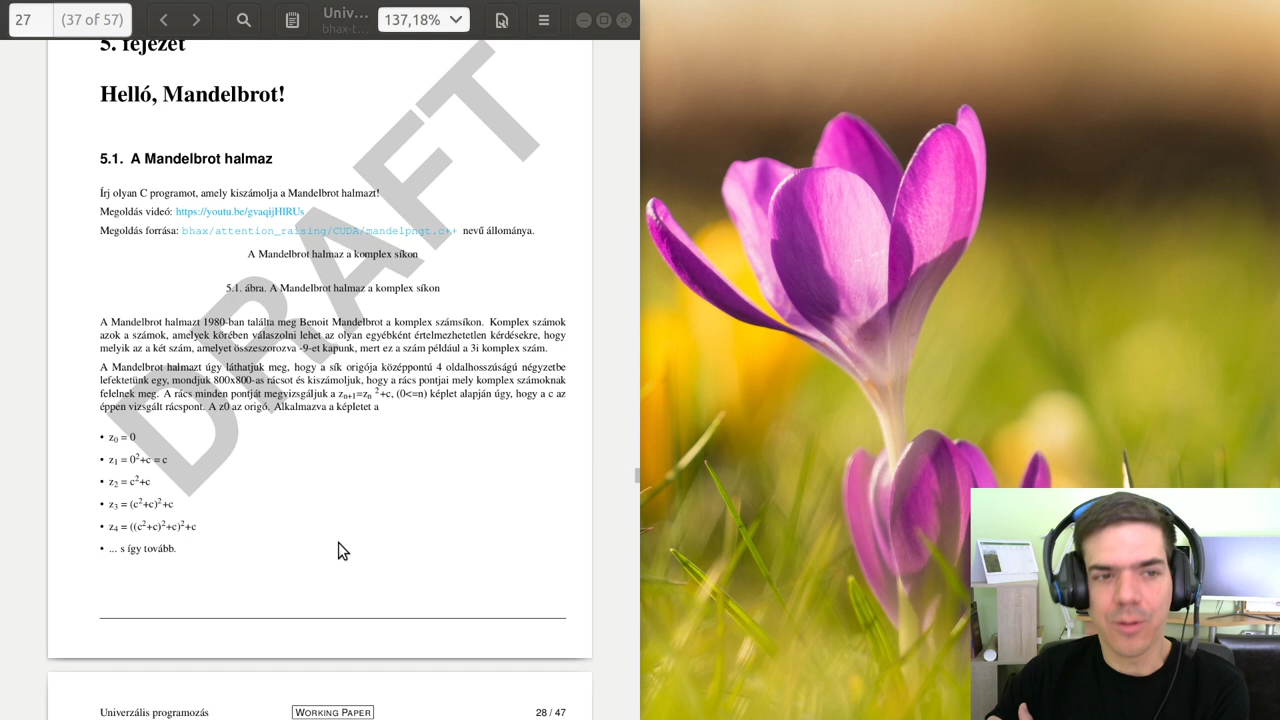 27 (37 of 57) Univ... bhax-t... 137,18%
5. fejezet
Helló, Mandelbrot!
5.1. A Mandelbrot halmaz
Írj olyan C programot, amely kiszámolja a Mandelbrot halmazt!
Megoldás videó: https://youtu.be/gvaqijHlRUs
Megoldás forrása: bhax/attention_raising/CUDA/mandelpngt.c++ nevű állománya.
A Mandelbrot halmaz a komplex síkon
5.1. ábra. A Mandelbrot halmaz a komplex síkon
A Mandelbrot halmazt 1980-ban találta meg Benoit Mandelbrot a komplex számsíkon. Komplex számok
azok a számok, amelyek körében válaszolni lehet az olyan egyébként értelmezhetetlen kérdésekre, hogy
melyik az a két szám, amelyet összeszorozva -9-et kapunk, mert ez a szám például a 3i komplex szám.
A Mandelbrot halmazt úgy láthatjuk meg, hogy a sík origója középpontú 4 oldalhosszúságú négyzetbe
lefektetünk egy, mondjuk 800x800-as rácsot és kiszámoljuk, hogy a rács pontjai mely komplex számoknak
felelnek meg. A rács minden pontját megvizsgáljuk a zₙ₊₁=zₙ ²+c, (0<=n) képlet alapján úgy, hogy a c az
éppen vizsgált rácspont. A z0 az origó. Alkalmazva a képletet a
• z₀ = 0
• z₁ = 0²+c = c
• z₂ = c²+c
• z₃ = (c²+c)²+c
• z₄ = ((c²+c)²+c)²+c
• ... s így tovább.
DRAFT
Univerzális programozás WORKING PAPER 28 / 47